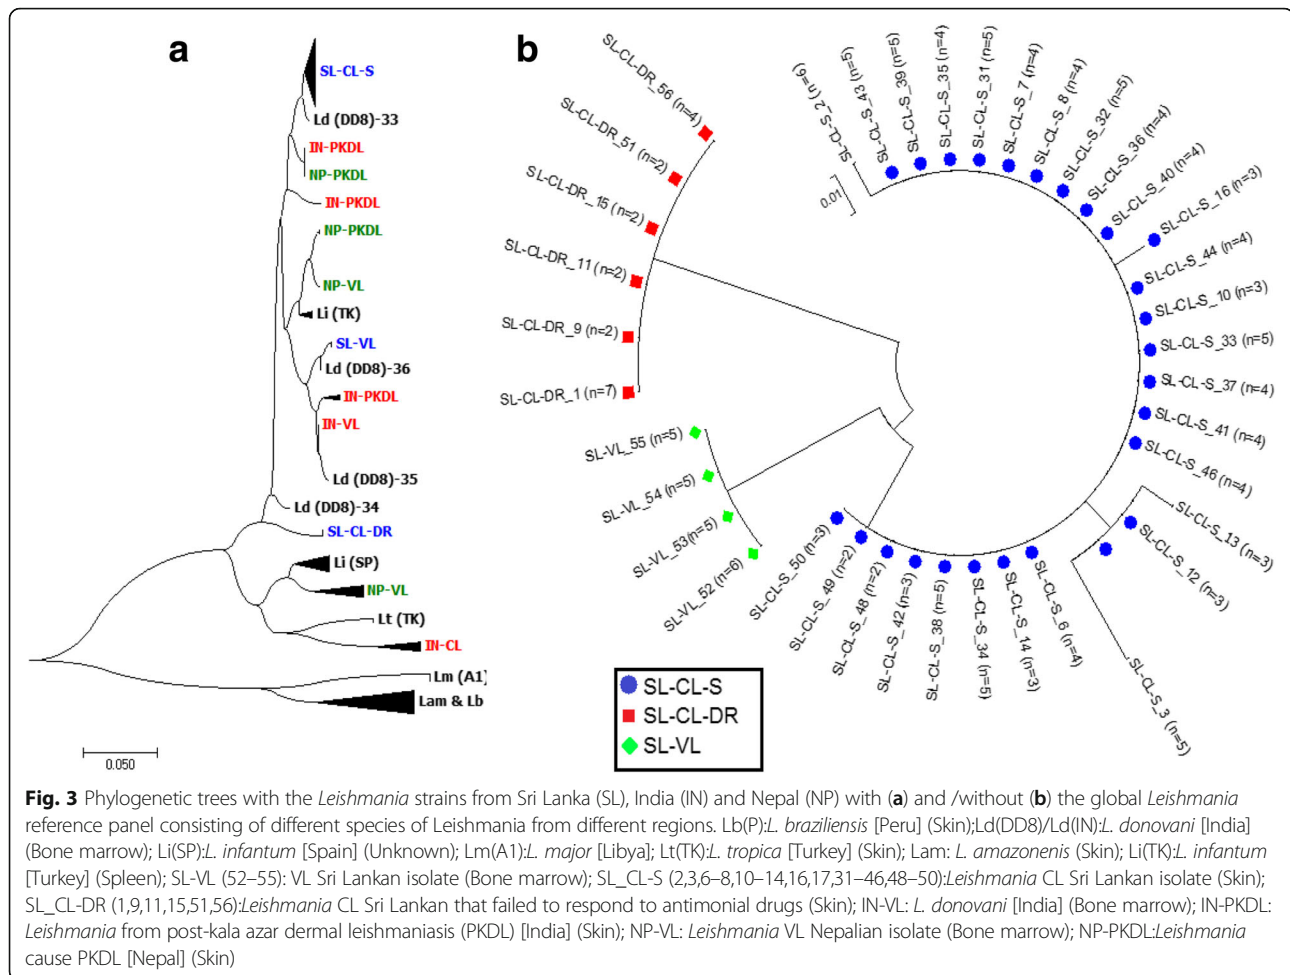 a
SL-CL-S
Ld (DD8)-33
IN-PKDL
NP-PKDL
IN-PKDL
NP-PKDL
NP-VL
Li (TK)
SL-VL
Ld (DD8)-36
IN-PKDL
IN-VL
Ld (DD8)-35
Ld (DD8)-34
SL-CL-DR
Li (SP)
NP-VL
Lt (TK)
IN-CL
Lm (A1)
Lam & Lb
0.050
b
SL-CL-DR_56 (n=4)
SL-CL-DR_51 (n=2)
SL-CL-DR_15 (n=2)
SL-CL-DR_11 (n=2)
SL-CL-DR_9 (n=2)
SL-CL-DR_1 (n=7)
SL-VL_55 (n=5)
SL-VL_54 (n=5)
SL-VL_53(n=5)
SL-VL_52 (n=6)
SL-CL-S_2 (n=6)
SL-CL-S_43 (n=5)
SL-CL-S_39 (n=5)
SL-CL-S_35 (n=4)
SL-CL-S_31 (n=5)
SL-CL-S_7 (n=4)
SL-CL-S_8 (n=4)
SL-CL-S_32 (n=5)
SL-CL-S_36 (n=4)
SL-CL-S_40 (n=4)
SL-CL-S_16 (n=3)
SL-CL-S_44 (n=4)
SL-CL-S_10 (n=3)
SL-CL-S_33 (n=5)
SL-CL-S_37 (n=4)
SL-CL-S_41 (n=4)
SL-CL-S_46 (n=4)
SL-CL-S_13 (n=3)
SL-CL-S_12 (n=3)
SL-CL-S_3 (n=5)
SL-CL-S_6 (n=4)
SL-CL-S_14 (n=3)
SL-CL-S_34 (n=5)
SL-CL-S_38 (n=5)
SL-CL-S_42 (n=3)
SL-CL-S_48 (n=2)
SL-CL-S_49 (n=2)
SL-CL-S_50 (n=3)
0.01
SL-CL-S
SL-CL-DR
SL-VL
Fig. 3 Phylogenetic trees with the Leishmania strains from Sri Lanka (SL), India (IN) and Nepal (NP) with (a) and /without (b) the global Leishmania
reference panel consisting of different species of Leishmania from different regions. Lb(P):L. braziliensis [Peru] (Skin);Ld(DD8)/Ld(IN):L. donovani [India]
(Bone marrow); Li(SP):L. infantum [Spain] (Unknown); Lm(A1):L. major [Libya]; Lt(TK):L. tropica [Turkey] (Skin); Lam: L. amazonenis (Skin); Li(TK):L. infantum
[Turkey] (Spleen); SL-VL (52–55): VL Sri Lankan isolate (Bone marrow); SL_CL-S (2,3,6–8,10–14,16,17,31–46,48–50):Leishmania CL Sri Lankan isolate (Skin);
SL_CL-DR (1,9,11,15,51,56):Leishmania CL Sri Lankan that failed to respond to antimonial drugs (Skin); IN-VL: L. donovani [India] (Bone marrow); IN-PKDL:
Leishmania from post-kala azar dermal leishmaniasis (PKDL) [India] (Skin); NP-VL: Leishmania VL Nepalian isolate (Bone marrow); NP-PKDL:Leishmania
cause PKDL [Nepal] (Skin)